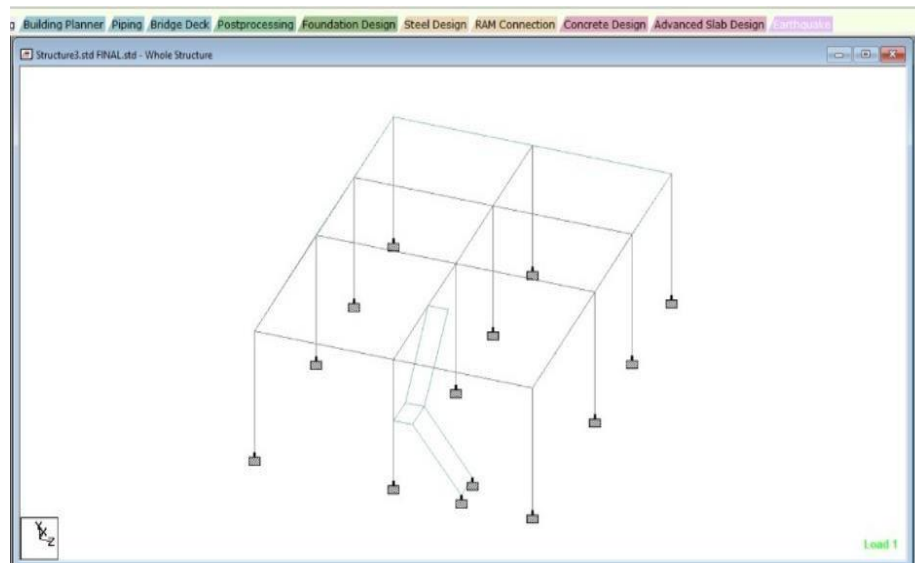 g Building Planner Piping Bridge Deck Postprocessing Foundation Design Steel Design RAM Connection Concrete Design Advanced Slab Design Earthquake
Structure3.std FINAL.std - Whole Structure
Y
X
Z
Load 1